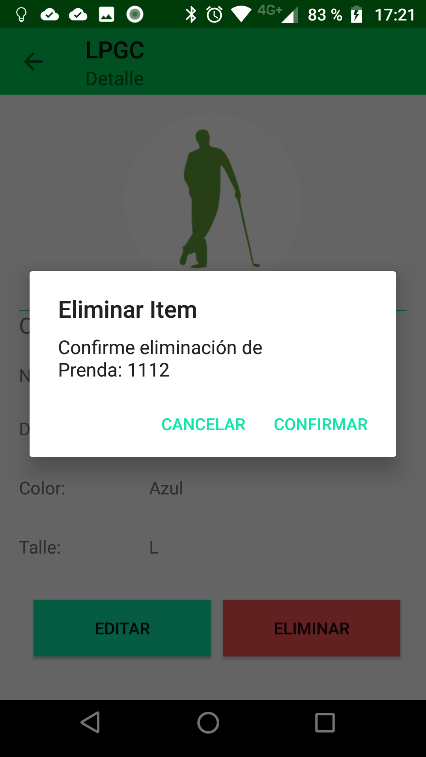 4G+ 83 % 17:21
LPGC
Detalle
Eliminar Item
Confirme eliminación de
Prenda: 1112
CANCELAR CONFIRMAR
Color: Azul
Talle: L
EDITAR ELIMINAR